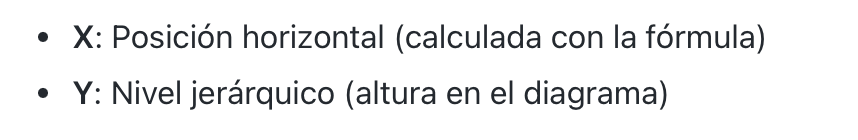 • X: Posición horizontal (calculada con la fórmula)
• Y: Nivel jerárquico (altura en el diagrama)